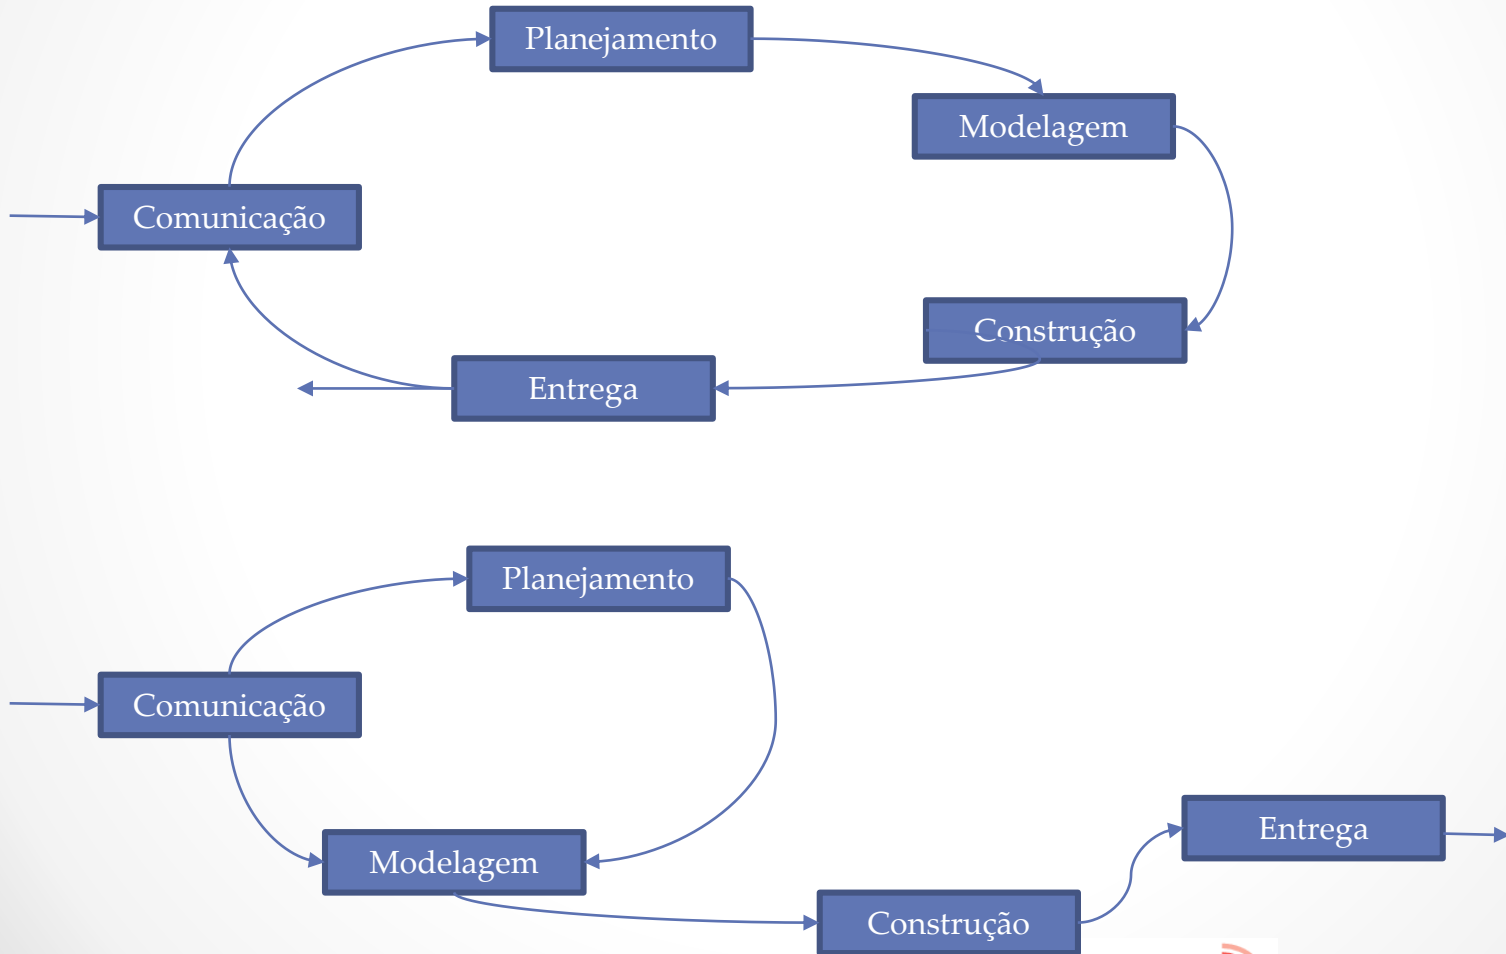 Planejamento
Modelagem
Comunicação
Construção
Entrega
Planejamento
Comunicação
Modelagem
Entrega
Construção